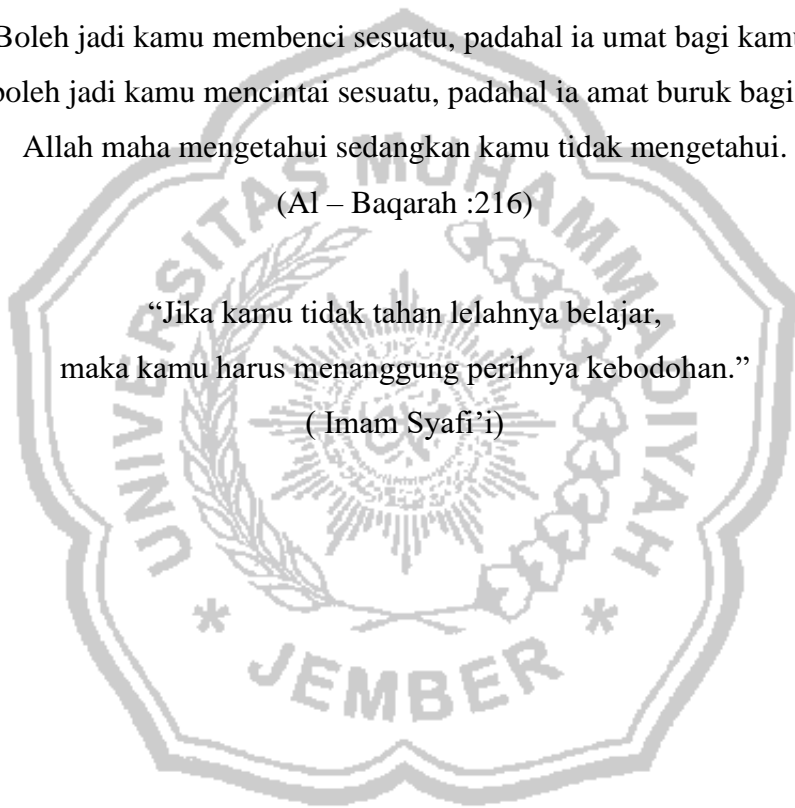 Boleh jadi kamu membenci sesuatu, padahal ia umat bagi kamu
boleh jadi kamu mencintai sesuatu, padahal ia amat buruk bagi
Allah maha mengetahui sedangkan kamu tidak mengetahui.
(Al – Baqarah :216)
“Jika kamu tidak tahan lelahnya belajar,
maka kamu harus menanggung perihnya kebodohan.”
( Imam Syafi’i)
UNIVERSITAS MUHAMMADIYAH
* JEMBER *